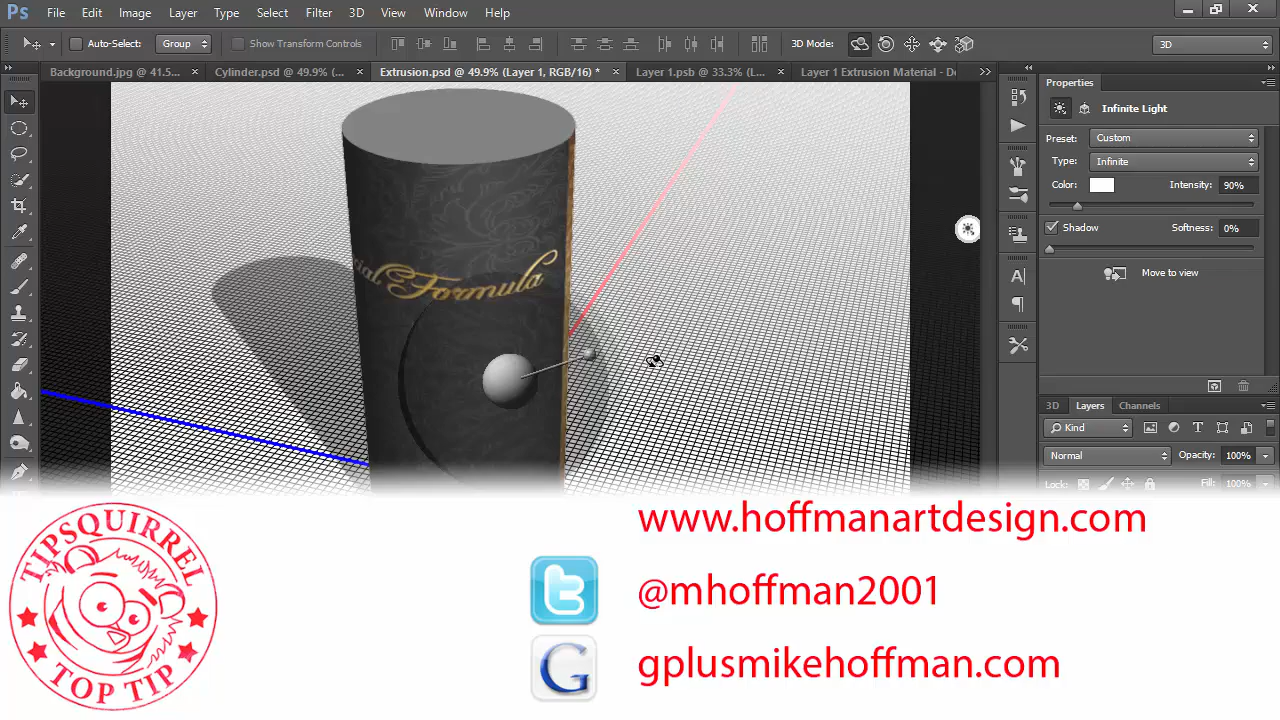 Ps File Edit Image Layer Type Select Filter 3D View Window Help
Auto-Select: Group Show Transform Controls 3D Mode: 3D
Background.jpg @ 41.5... × Cylinder.psd @ 49.9% (... × Extrusion.psd @ 49.9% (Layer 1, RGB/16) * × Layer 1.psb @ 33.3% (L... × Layer 1 Extrusion Material - De
Properties
Infinite Light
Preset: Custom
Type: Infinite
Color: Intensity: 90%
Shadow Softness: 0%
Move to view
cial Formula
3D Layers Channels
Kind
Normal Opacity: 100%
Lock: Fill: 100%
www.hoffmanartdesign.com
@mhoffman2001
gplusmikehoffman.com
TIPSQUIRREL
TOP TIP